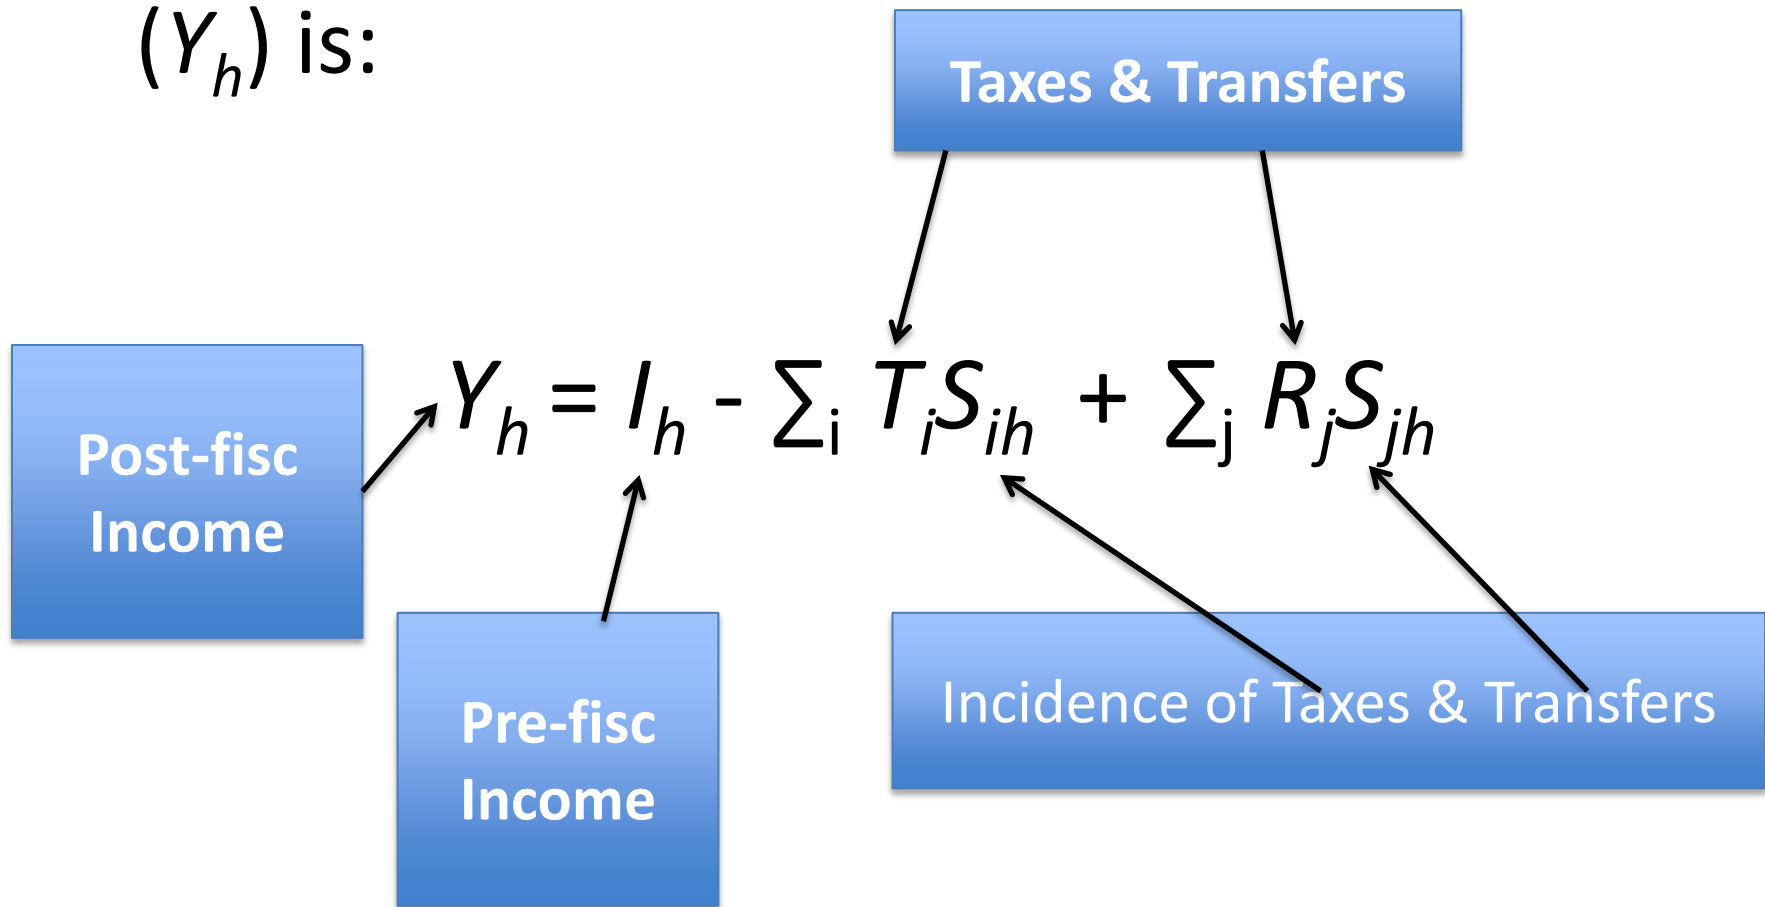 (Yₕ) is:
Taxes & Transfers
Yₕ = Iₕ - ∑ᵢ TᵢSᵢₕ + ∑ⱼ RⱼSⱼₕ
Post-fisc
Income
Pre-fisc
Income
Incidence of Taxes & Transfers